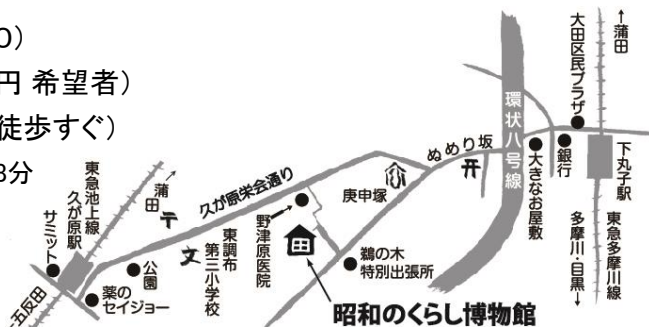 0)
円 希望者)
徒歩すぐ)
3分
↑蒲田
大田区民プラザ
環状八号線
ぬめり坂
大きなお屋敷
銀行
下丸子駅
東急多摩川線
多摩川・目黒→
久が原栄会通り
庚申塚
蒲田
東急池上線
久が原駅
サミット
五反田
公園
薬の
セイジョー
東調布
第三小学校
文
野津原医院
鵜の木
特別出張所
昭和のくらし博物館